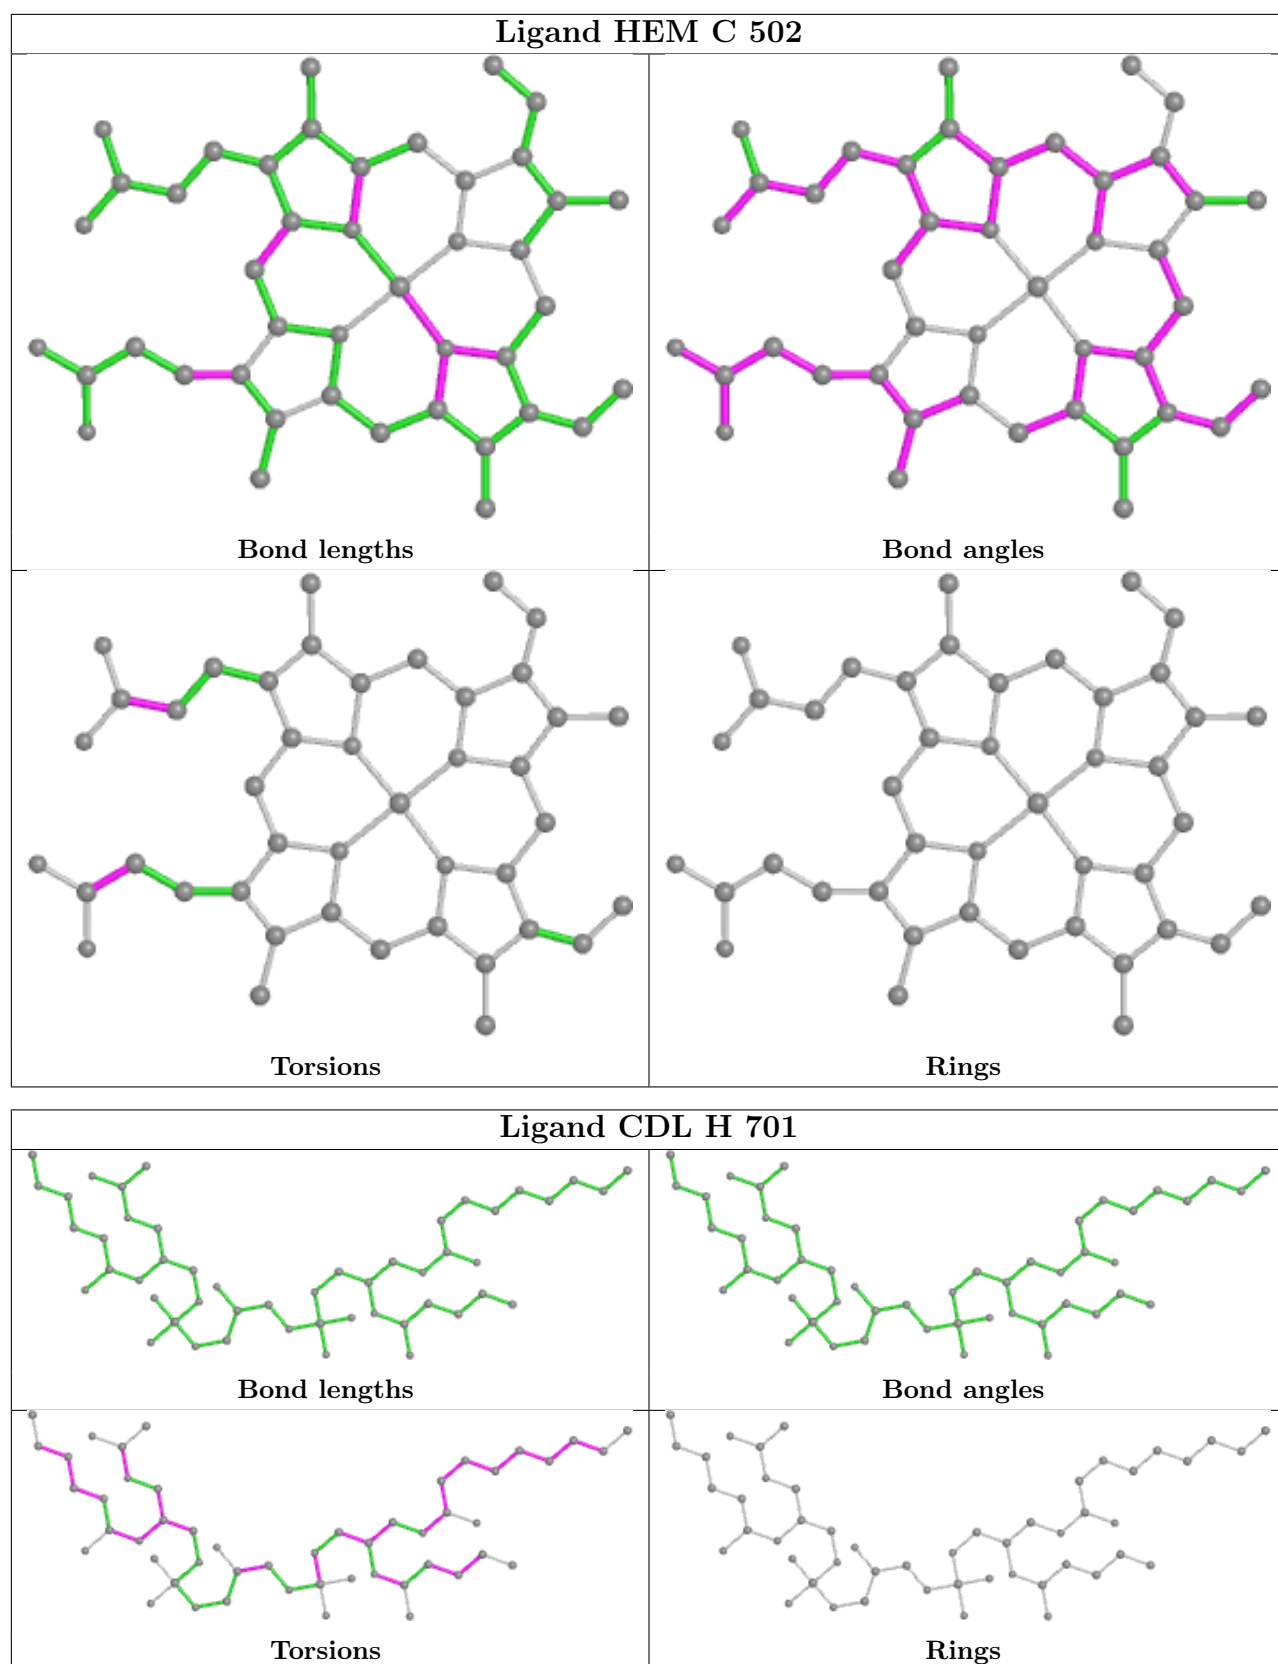 Ligand HEM C 502
Bond lengths
Bond angles
Torsions
Rings
Ligand CDL H 701
Bond lengths
Bond angles
Torsions
Rings